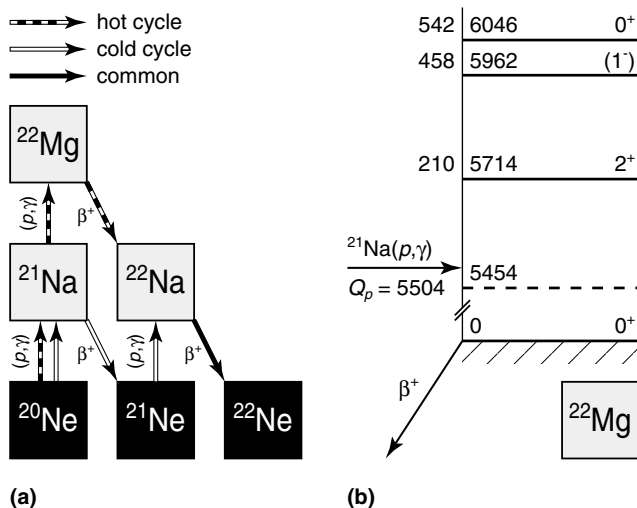 hot cycle
cold cycle
common
²²Mg
(p,γ)
β⁺
²¹Na
²²Na
(p,γ)
β⁺
(p,γ)
β⁺
²⁰Ne
²¹Ne
²²Ne
(a)
542 6046 0⁺
458 5962 (1⁻)
210 5714 2⁺
²¹Na(p,γ)
5454
Qₚ = 5504
0 0⁺
β⁺
²²Mg
(b)